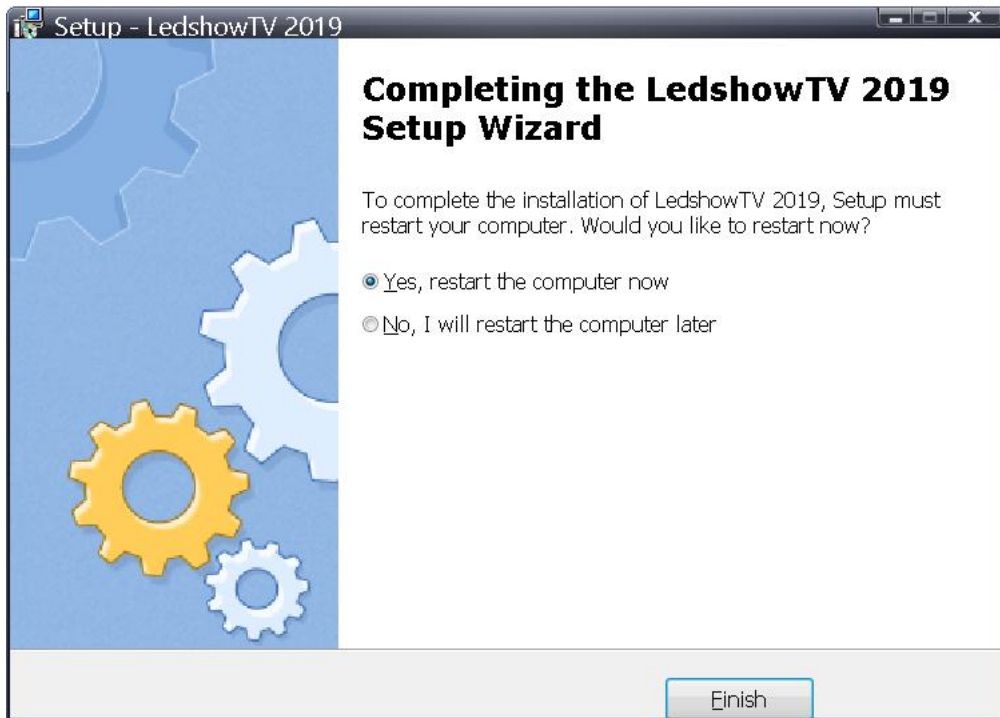 Setup - LedshowTV 2019
Completing the LedshowTV 2019
Setup Wizard
To complete the installation of LedshowTV 2019, Setup must
restart your computer. Would you like to restart now?
Yes, restart the computer now
No, I will restart the computer later
Finish